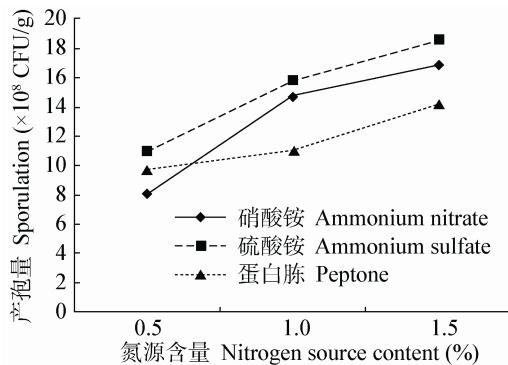 产孢量 Sporulation (×10⁸ CFU/g)
20
18
16
14
12
10
8
6
4
2
0
硝酸铵 Ammonium nitrate
硫酸铵 Ammonium sulfate
蛋白胨 Peptone
0.5 1.0 1.5
氮源含量 Nitrogen source content (%)